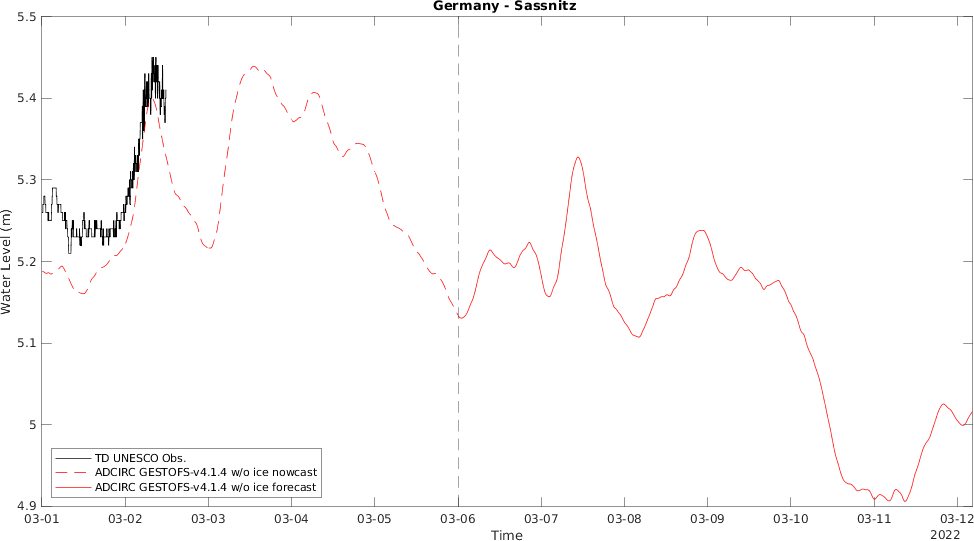 Germany - Sassnitz
5.5
5.4
5.3
5.2
5.1
5
4.9
Water Level (m)
TD UNESCO Obs.
ADCIRC GESTOFS-v4.1.4 w/o ice nowcast
ADCIRC GESTOFS-v4.1.4 w/o ice forecast
03-01 03-02 03-03 03-04 03-05 03-06 03-07 03-08 03-09 03-10 03-11 03-12
Time
2022